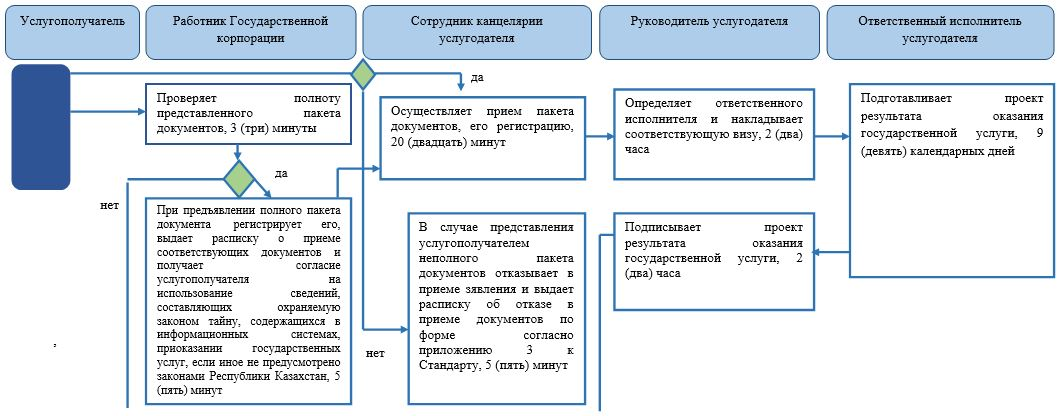 Услугополучатель
Работник Государственной
корпорации
Сотрудник канцелярии
услугодателя
Руководитель услугодателя
Ответственный исполнитель
услугодателя
Проверяет полноту
представленного пакета
документов, 3 (три) минуты
да
нет
При предъявлении полного пакета
документа регистрирует его,
выдает расписку о приеме
соответствующих документов и
получает согласие
услугополучателя на
использование сведений,
составляющих охраняемую
законом тайну, содержащихся в
информационных системах,
приоказании государственных
услуг, если иное не предусмотрено
законами Республики Казахстан, 5
(пять) минут
,
да
Осуществляет прием пакета
документов, его регистрацию,
20 (двадцать) минут
нет
В случае представления
услугополучателем
неполного пакета
документов отказывает в
приеме зявления и выдает
расписку об отказе в
приеме документов по
форме согласно
приложению 3 к
Стандарту, 5 (пять) минут
Определяет ответственного
исполнителя и накладывает
соответствующую визу, 2 (два)
часа
Подготавливает проект
результата оказания
государственной услуги, 9
(девять) календарных дней
Подписывает проект
результата оказания
государственной услуги, 2
(два) часа